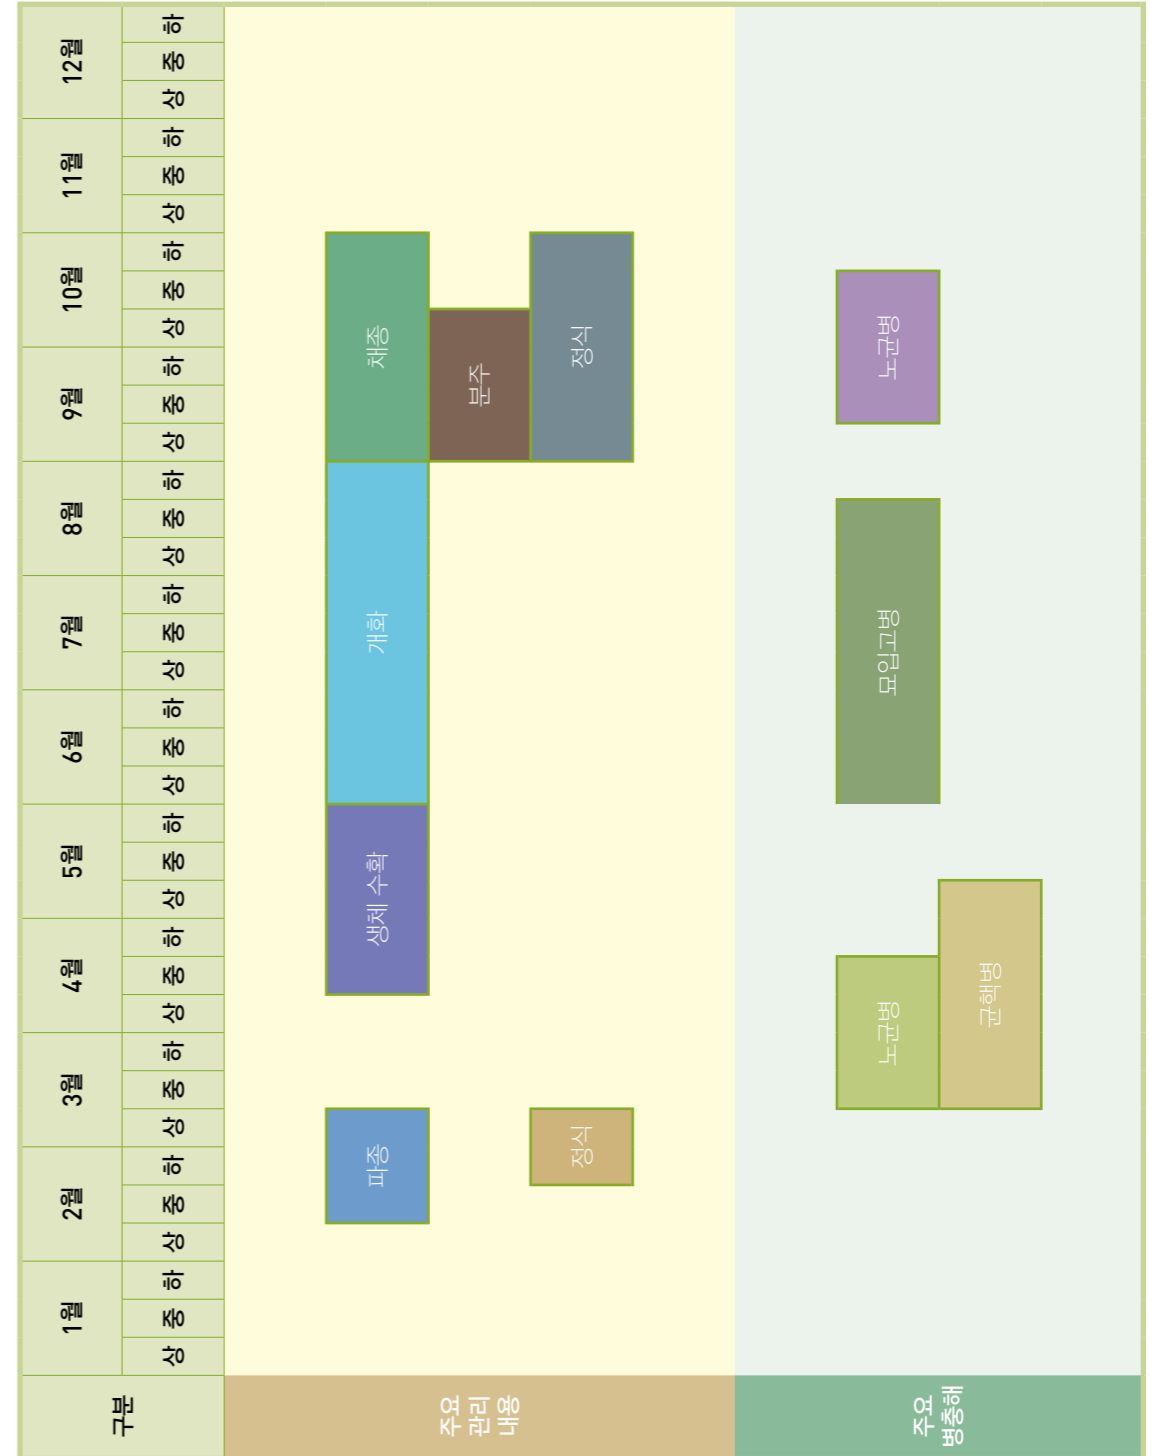 구분
1월
2월
3월
4월
5월
6월
7월
8월
9월
10월
11월
12월
상 중 하 상 중 하 상 중 하 상 중 하 상 중 하 상 중 하 상 중 하 상 중 하 상 중 하 상 중 하 상 중 하 상 중 하
주요
관리
내용
파종
생체 수확
개화
채종
분주
정식
정식
주요
병충해
노균병
모입고병
노균병
균핵병